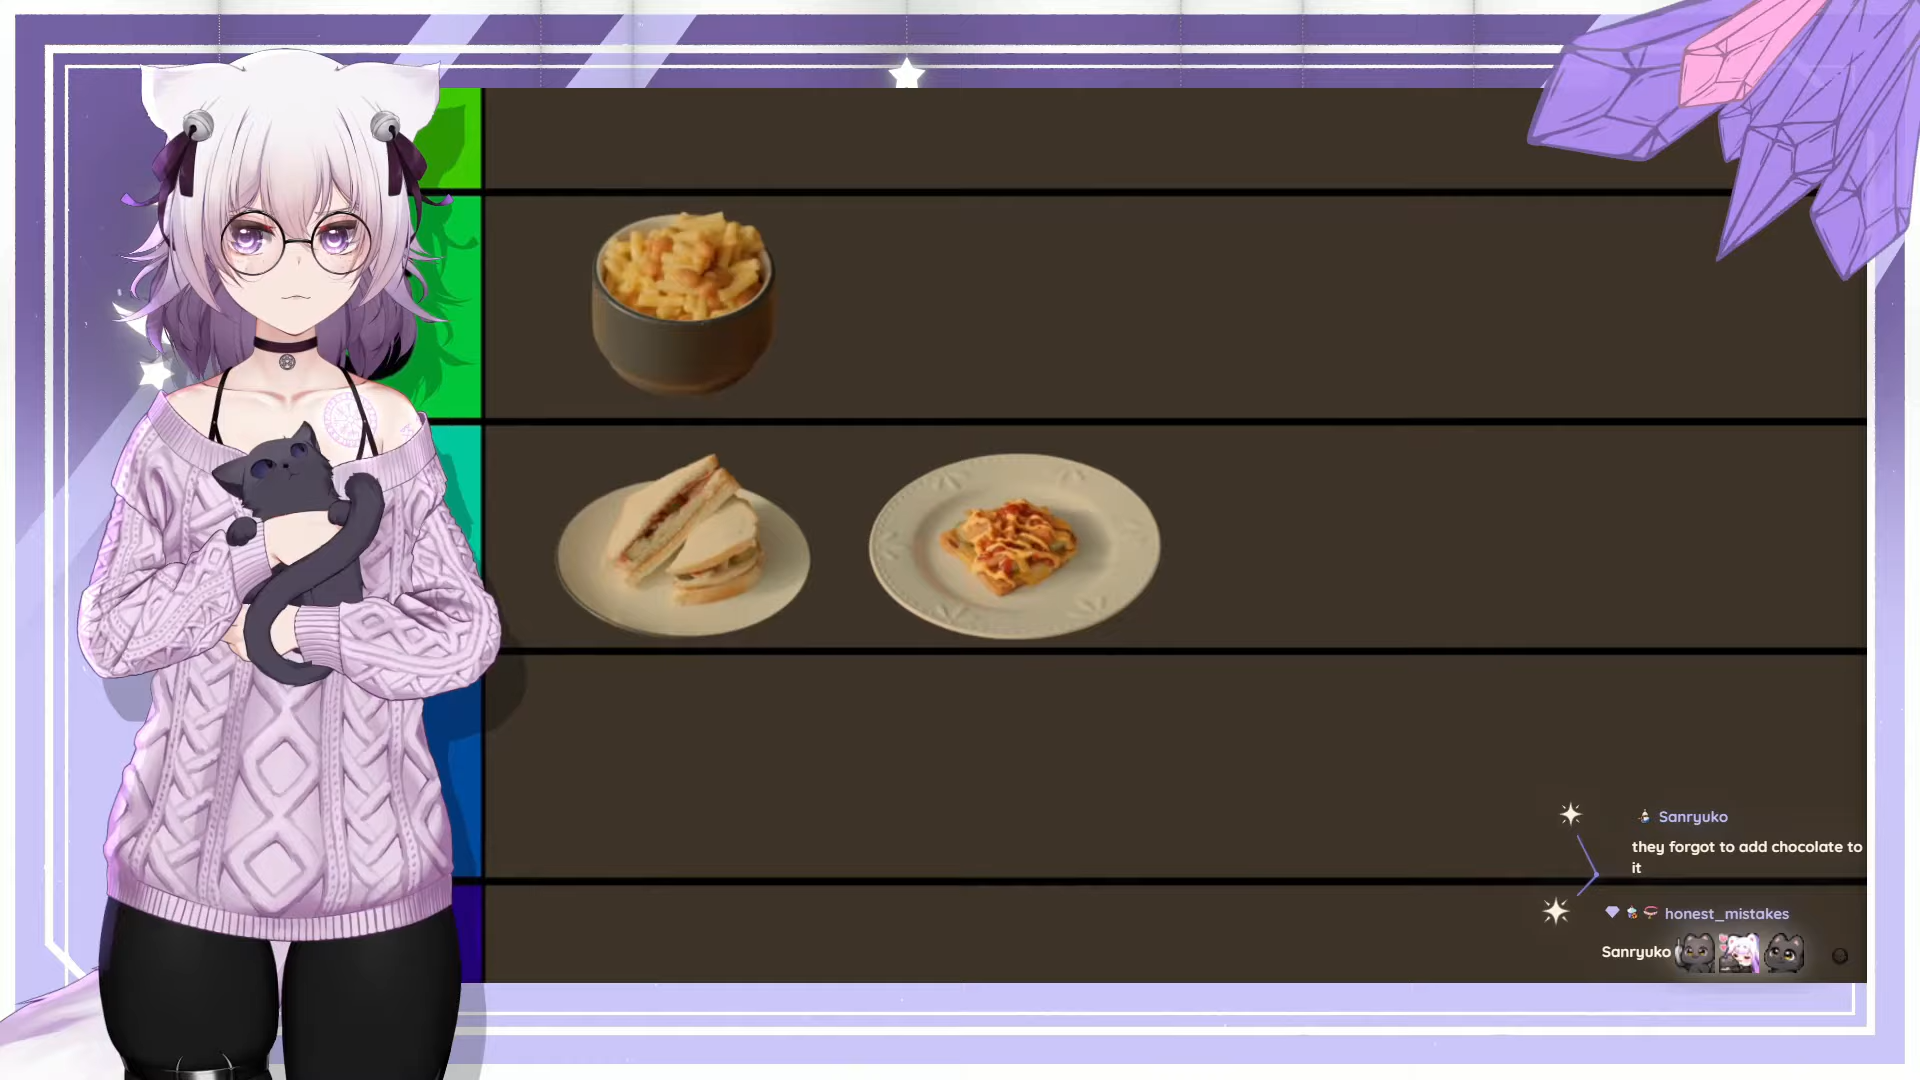 Sanryuko
they forgot to add chocolate to
it
honest_mistakes
Sanryuko